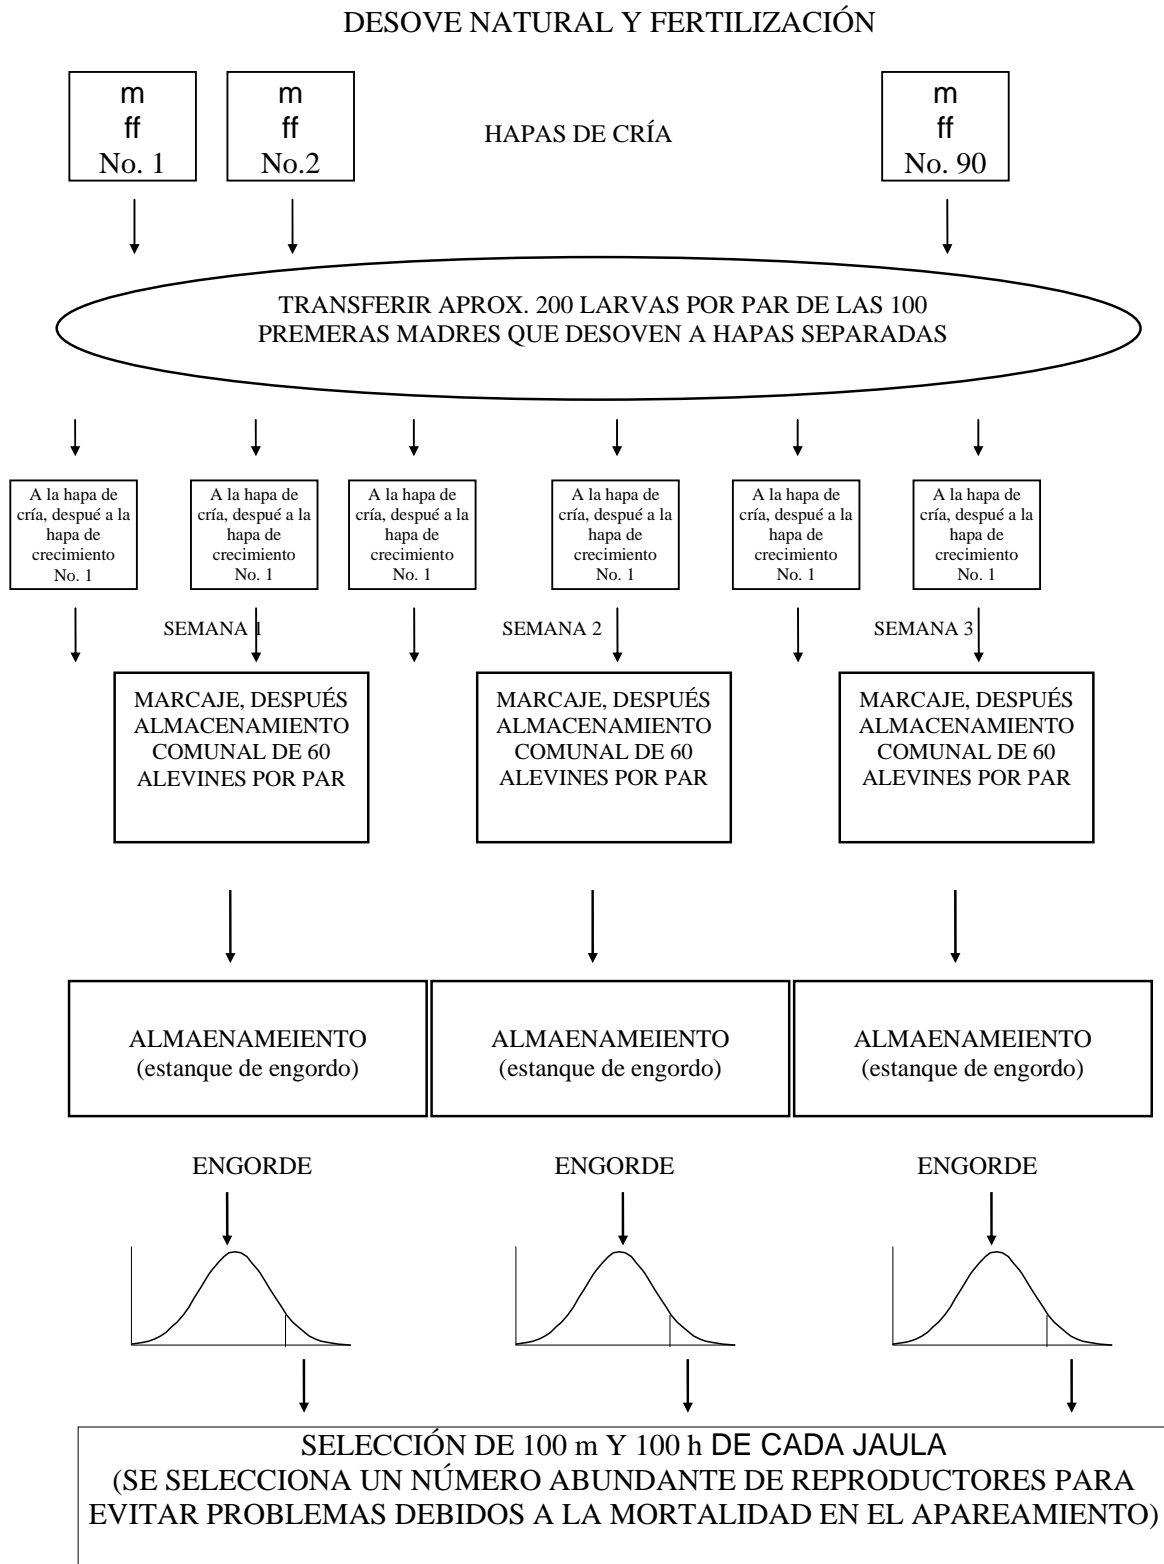 DESOVE NATURAL Y FERTILIZACIÓN
m
ff
No. 1
m
ff
No.2
HAPAS DE CRÍA
m
ff
No. 90
TRANSFERIR APROX. 200 LARVAS POR PAR DE LAS 100
PREMERAS MADRES QUE DESOVEN A HAPAS SEPARADAS
A la hapa de
cría, despué a la
hapa de
crecimiento
No. 1
A la hapa de
cría, despué a la
hapa de
crecimiento
No. 1
A la hapa de
cría, despué a la
hapa de
crecimiento
No. 1
A la hapa de
cría, despué a la
hapa de
crecimiento
No. 1
A la hapa de
cría, despué a la
hapa de
crecimiento
No. 1
A la hapa de
cría, despué a la
hapa de
crecimiento
No. 1
SEMANA 1
SEMANA 2
SEMANA 3
MARCAJE, DESPUÉS
ALMACENAMIENTO
COMUNAL DE 60
ALEVINES POR PAR
MARCAJE, DESPUÉS
ALMACENAMIENTO
COMUNAL DE 60
ALEVINES POR PAR
MARCAJE, DESPUÉS
ALMACENAMIENTO
COMUNAL DE 60
ALEVINES POR PAR
ALMAENAMEIENTO
(estanque de engordo)
ALMAENAMEIENTO
(estanque de engordo)
ALMAENAMEIENTO
(estanque de engordo)
ENGORDE
ENGORDE
ENGORDE
SELECCIÓN DE 100 m Y 100 h DE CADA JAULA
(SE SELECCIONA UN NÚMERO ABUNDANTE DE REPRODUCTORES PARA
EVITAR PROBLEMAS DEBIDOS A LA MORTALIDAD EN EL APAREAMIENTO)